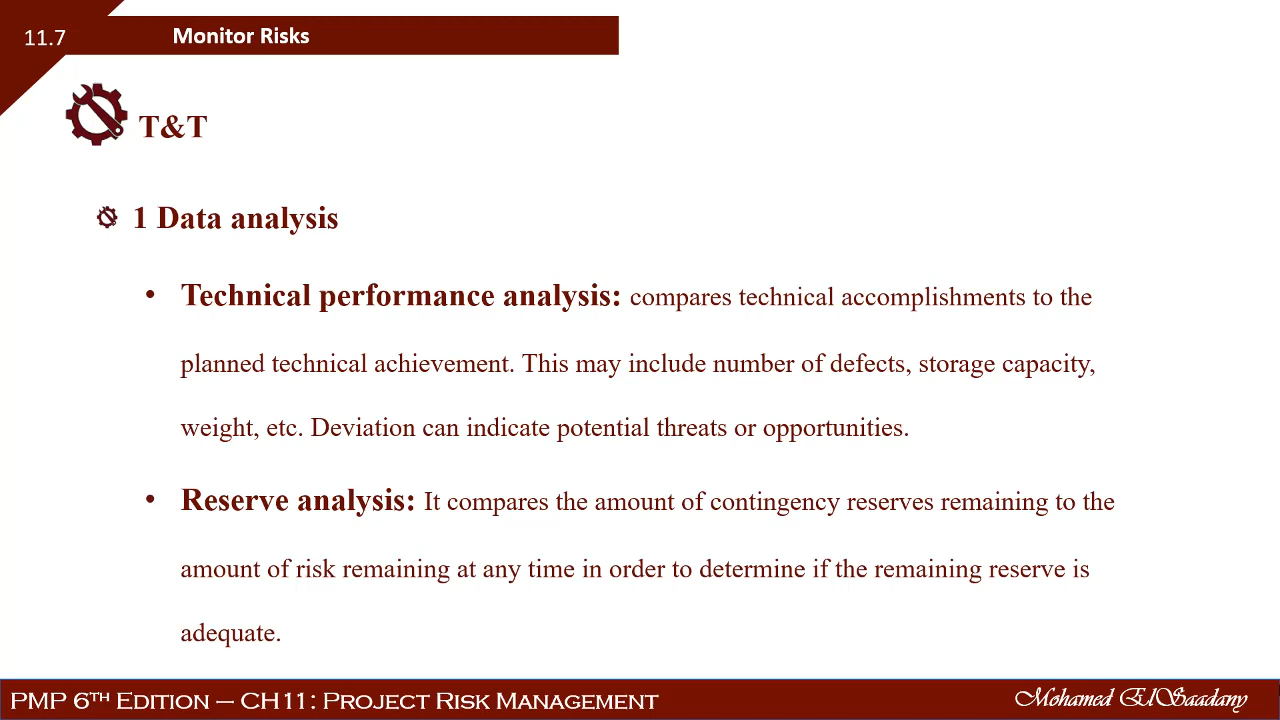 11.7
Monitor Risks
T&T
1 Data analysis
• Technical performance analysis: compares technical accomplishments to the
planned technical achievement. This may include number of defects, storage capacity,
weight, etc. Deviation can indicate potential threats or opportunities.
• Reserve analysis: It compares the amount of contingency reserves remaining to the
amount of risk remaining at any time in order to determine if the remaining reserve is
adequate.
PMP 6TH Edition – CH11: Project Risk Management
Mohamed ElSaadany